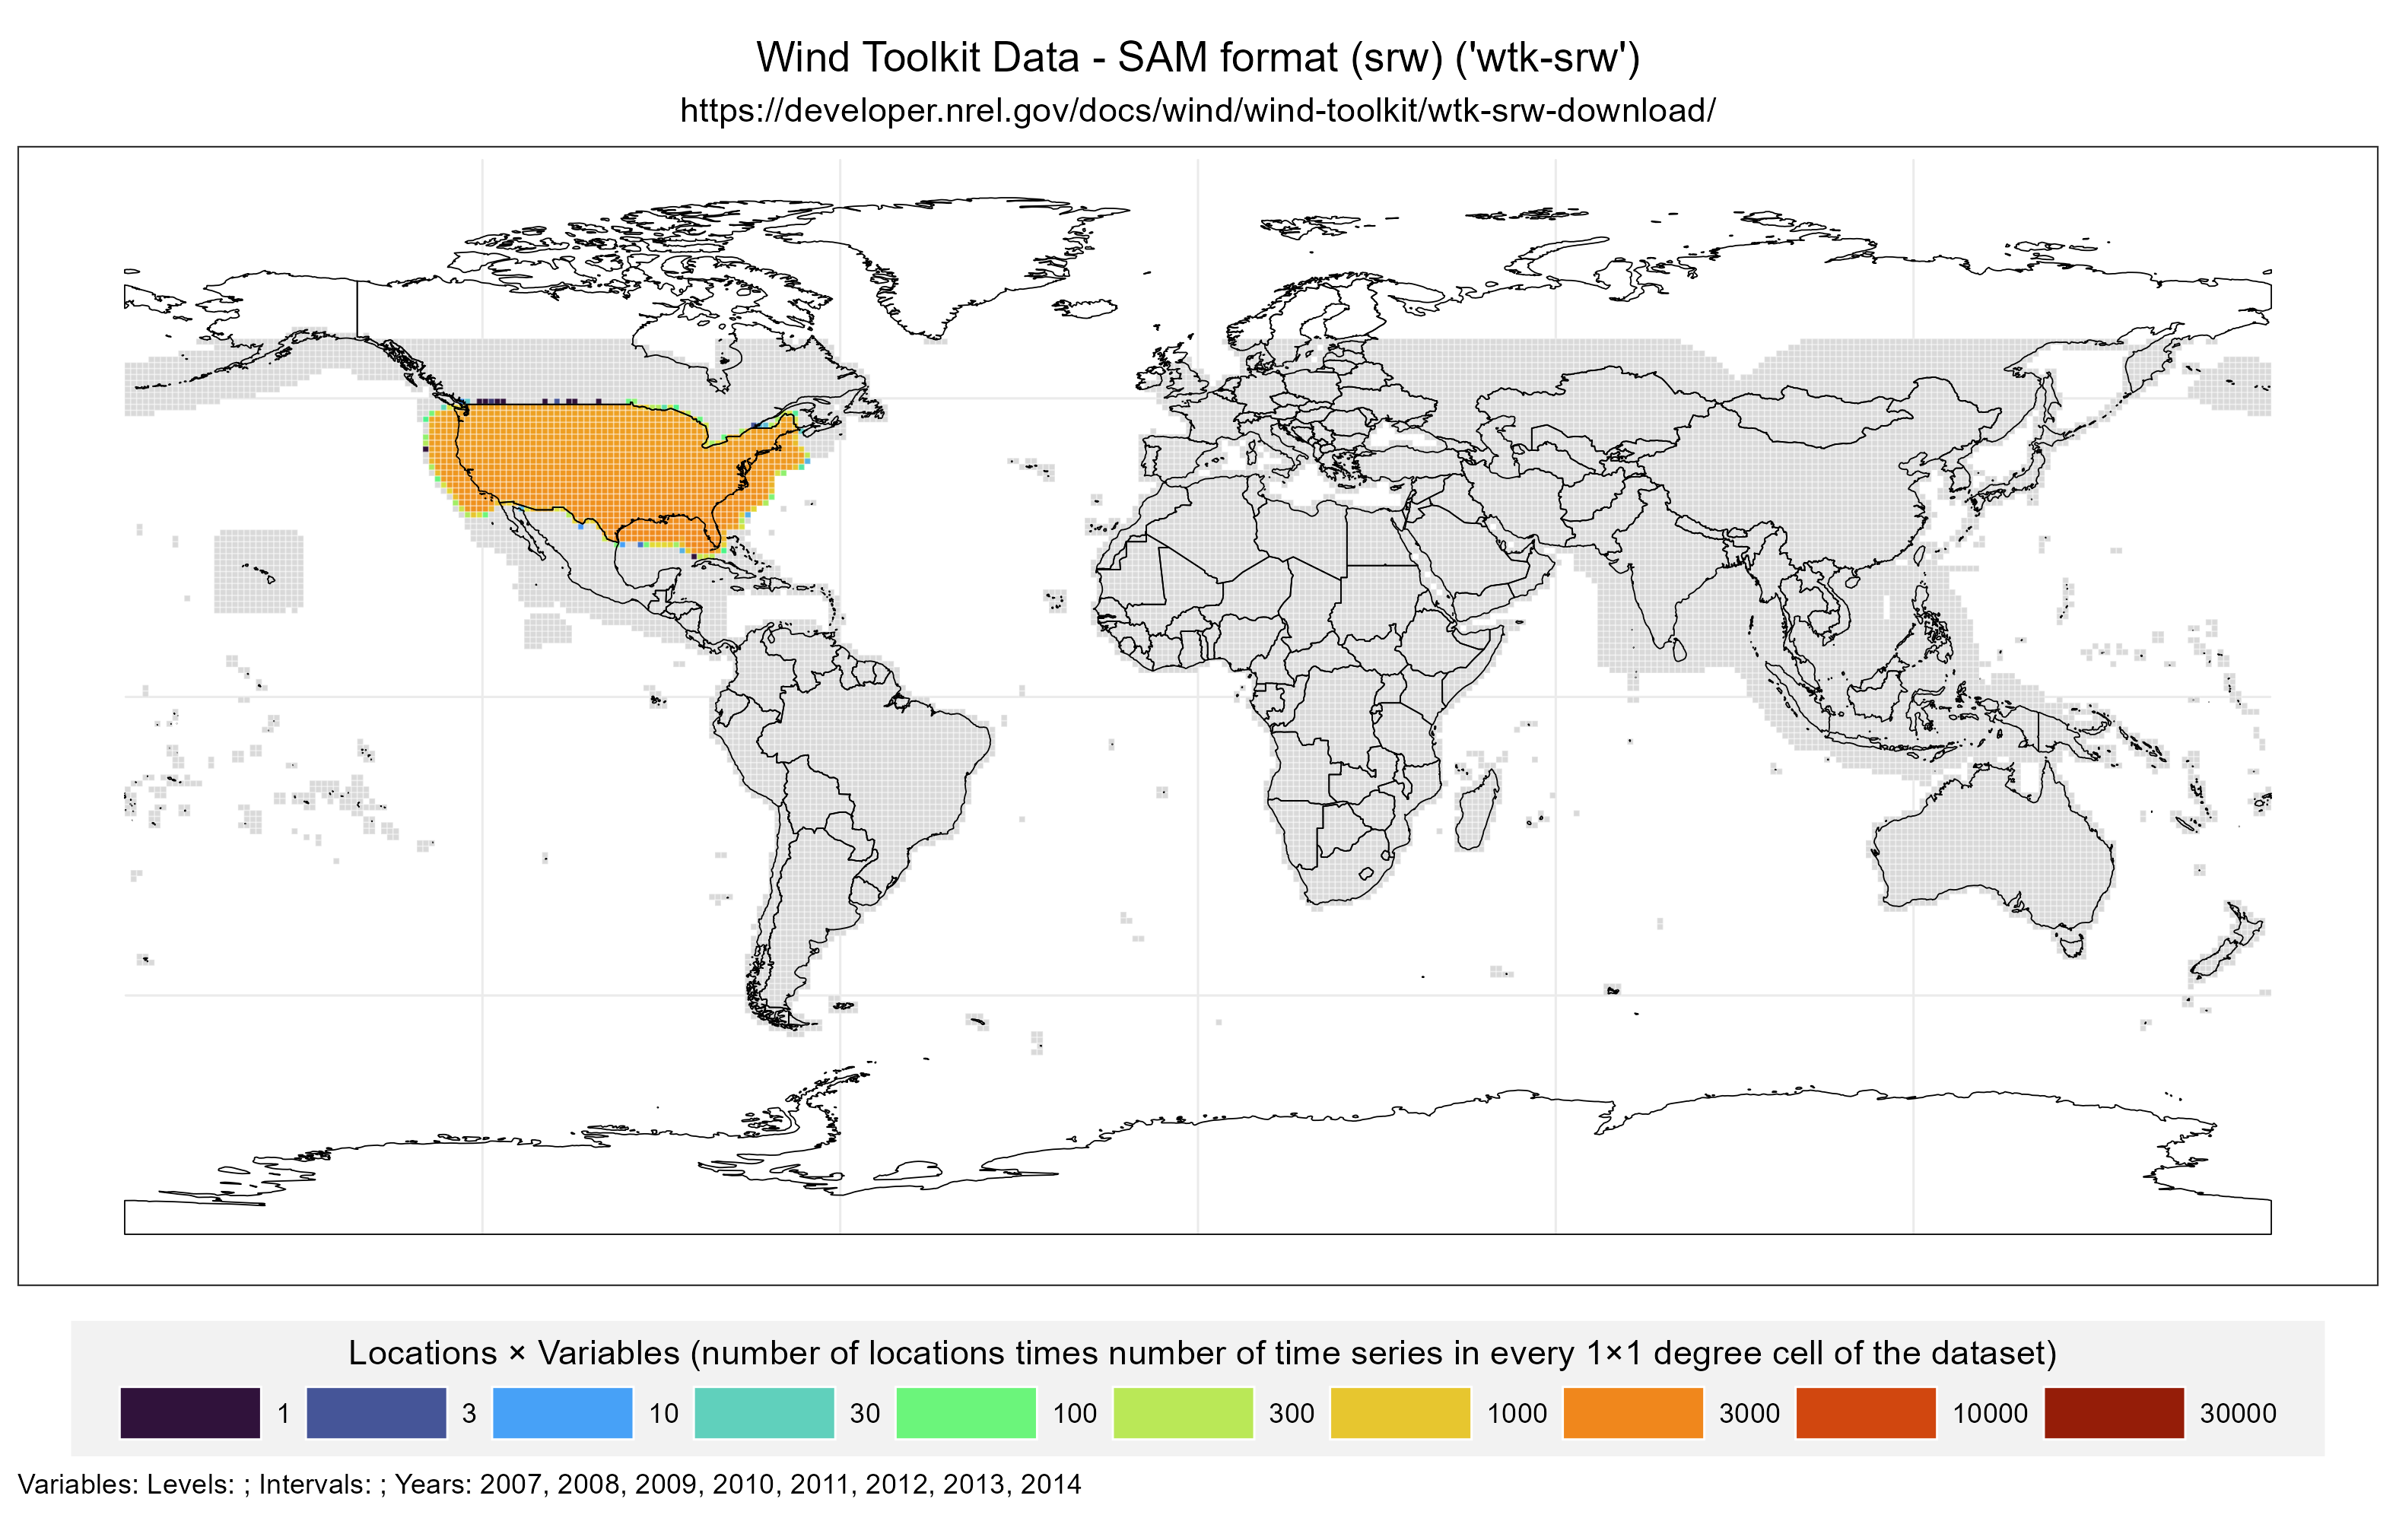 Wind Toolkit Data - SAM format (srw) ('wtk-srw')
https://developer.nrel.gov/docs/wind/wind-toolkit/wtk-srw-download/
Locations × Variables (number of locations times number of time series in every 1×1 degree cell of the dataset)
1 3 10 30 100 300 1000 3000 10000 30000
Variables: Levels: ; Intervals: ; Years: 2007, 2008, 2009, 2010, 2011, 2012, 2013, 2014